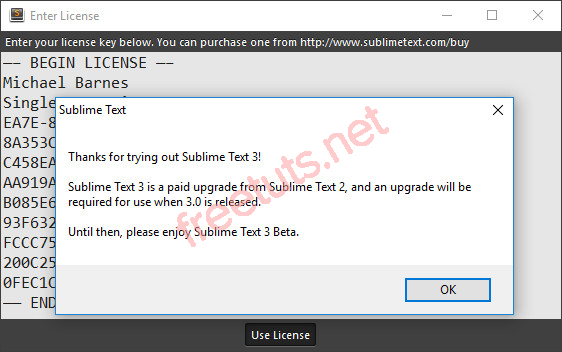 Enter License
Enter your license key below. You can purchase one from http://www.sublimetext.com/buy
—— BEGIN LICENSE ——
Michael Barnes
Single
EA7E-8
8A353C
C458EA
AA919A
B085E6
93F632
FCCC75
200C25
0FEC1C
—— END
Sublime Text
Thanks for trying out Sublime Text 3!
Sublime Text 3 is a paid upgrade from Sublime Text 2, and an upgrade will be
required for use when 3.0 is released.
Until then, please enjoy Sublime Text 3 Beta.
OK
Use License
freetuts.net